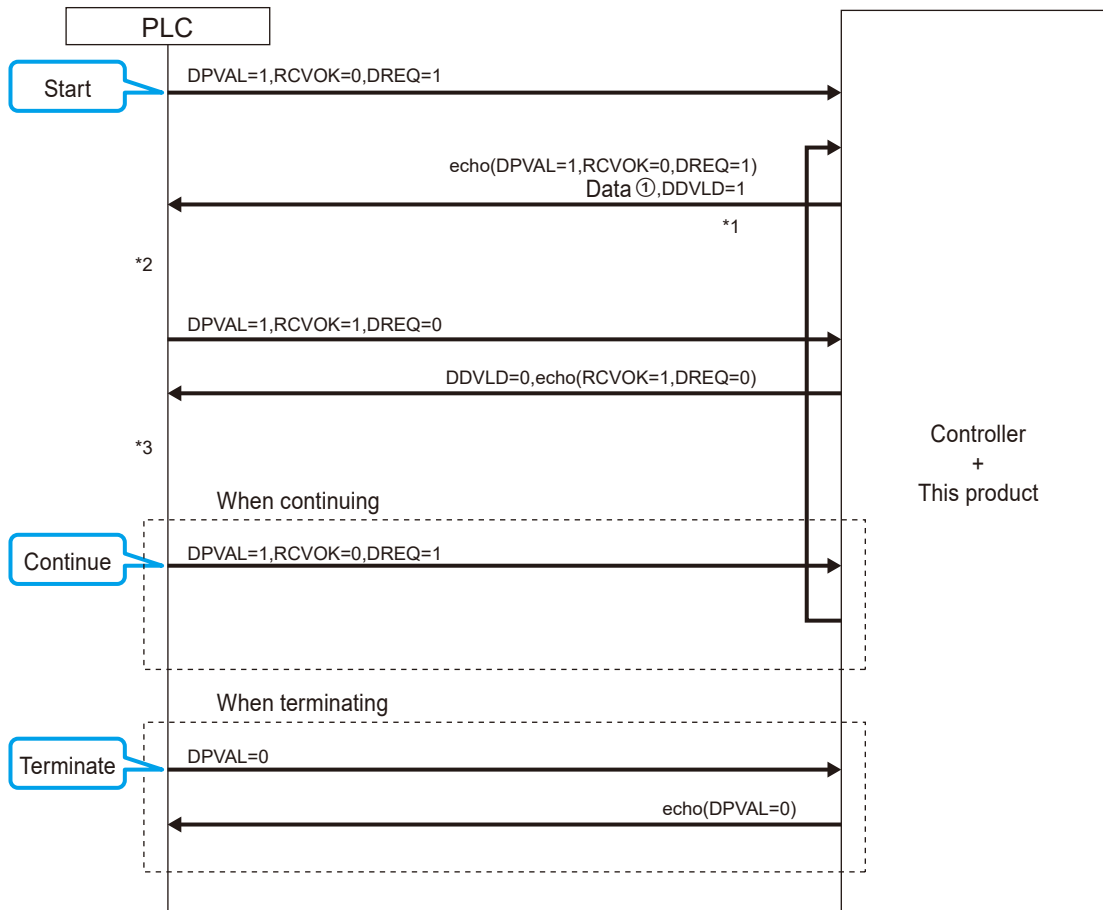 PLC
Start
DPVAL=1,RCVOK=0,DREQ=1
echo(DPVAL=1,RCVOK=0,DREQ=1)
Data ①,DDVLD=1
*1
*2
DPVAL=1,RCVOK=1,DREQ=0
DDVLD=0,echo(RCVOK=1,DREQ=0)
*3
Controller
+
This product
When continuing
Continue
DPVAL=1,RCVOK=0,DREQ=1
When terminating
Terminate
DPVAL=0
echo(DPVAL=0)